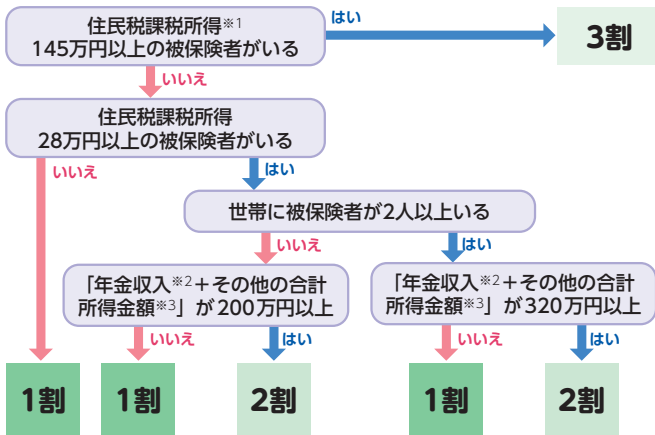 住民税課税所得※1
145万円以上の被保険者がいる
はい
3割
いいえ
住民税課税所得
28万円以上の被保険者がいる
いいえ
はい
世帯に被保険者が2人以上いる
いいえ
はい
「年金収入※2＋その他の合計
所得金額※3」が200万円以上
「年金収入※2＋その他の合計
所得金額※3」が320万円以上
いいえ
はい
いいえ
はい
1割
1割
2割
1割
2割